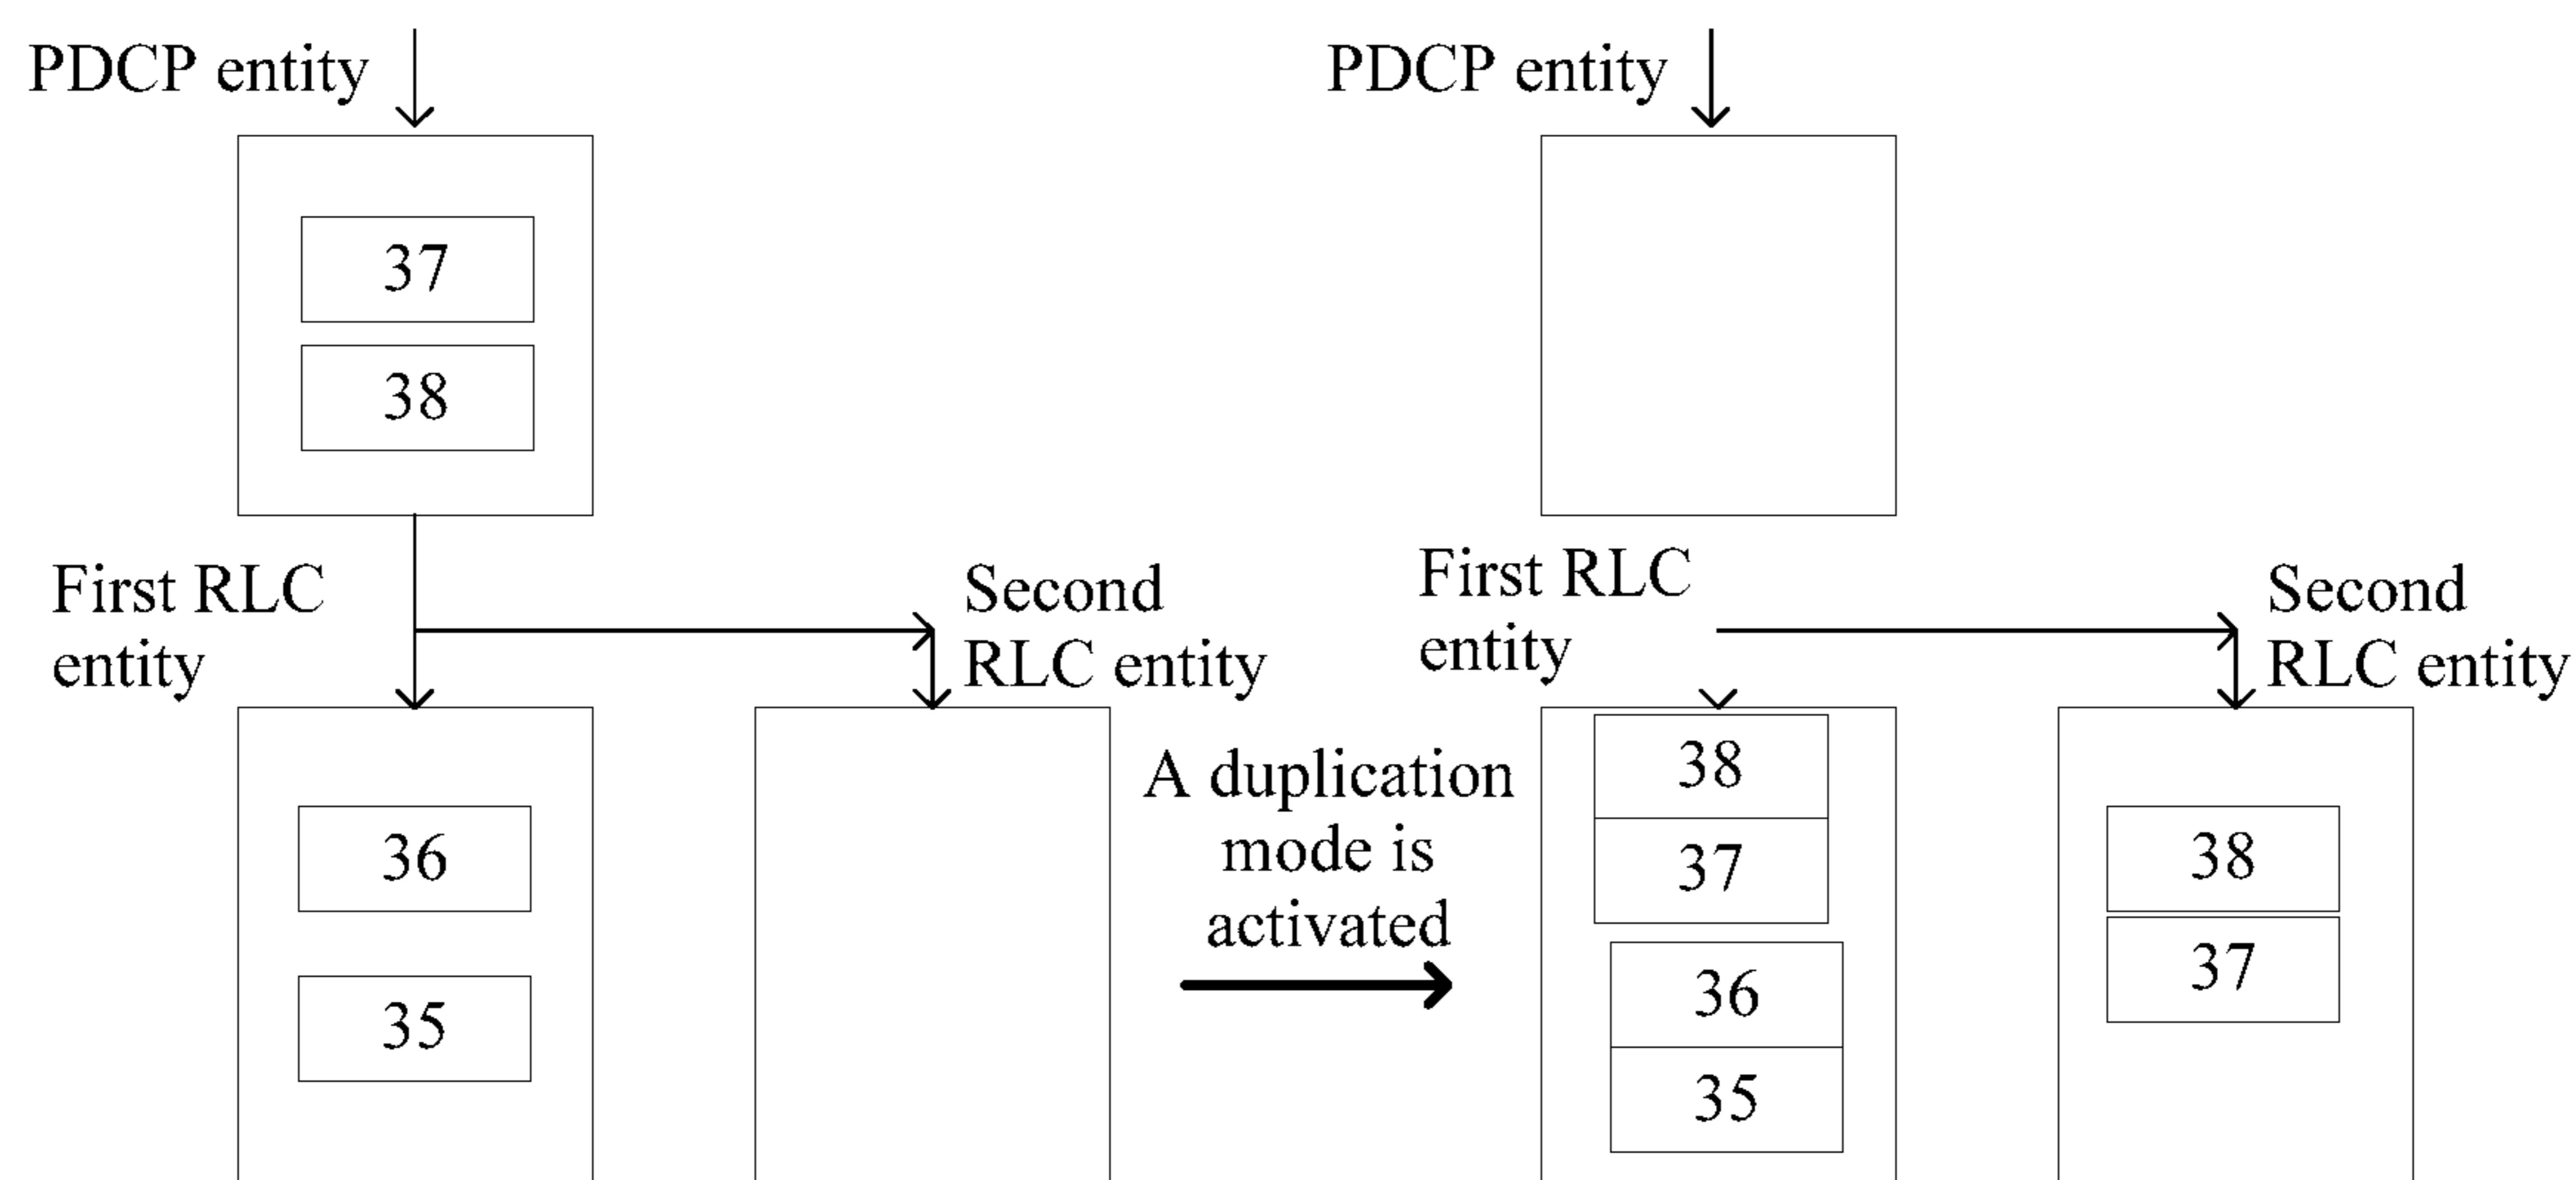 PDCP entity
37
38
First RLC
entity
Second
RLC entity
36
35
A duplication
mode is
activated
PDCP entity
First RLC
entity
Second
RLC entity
38
37
36
35
38
37